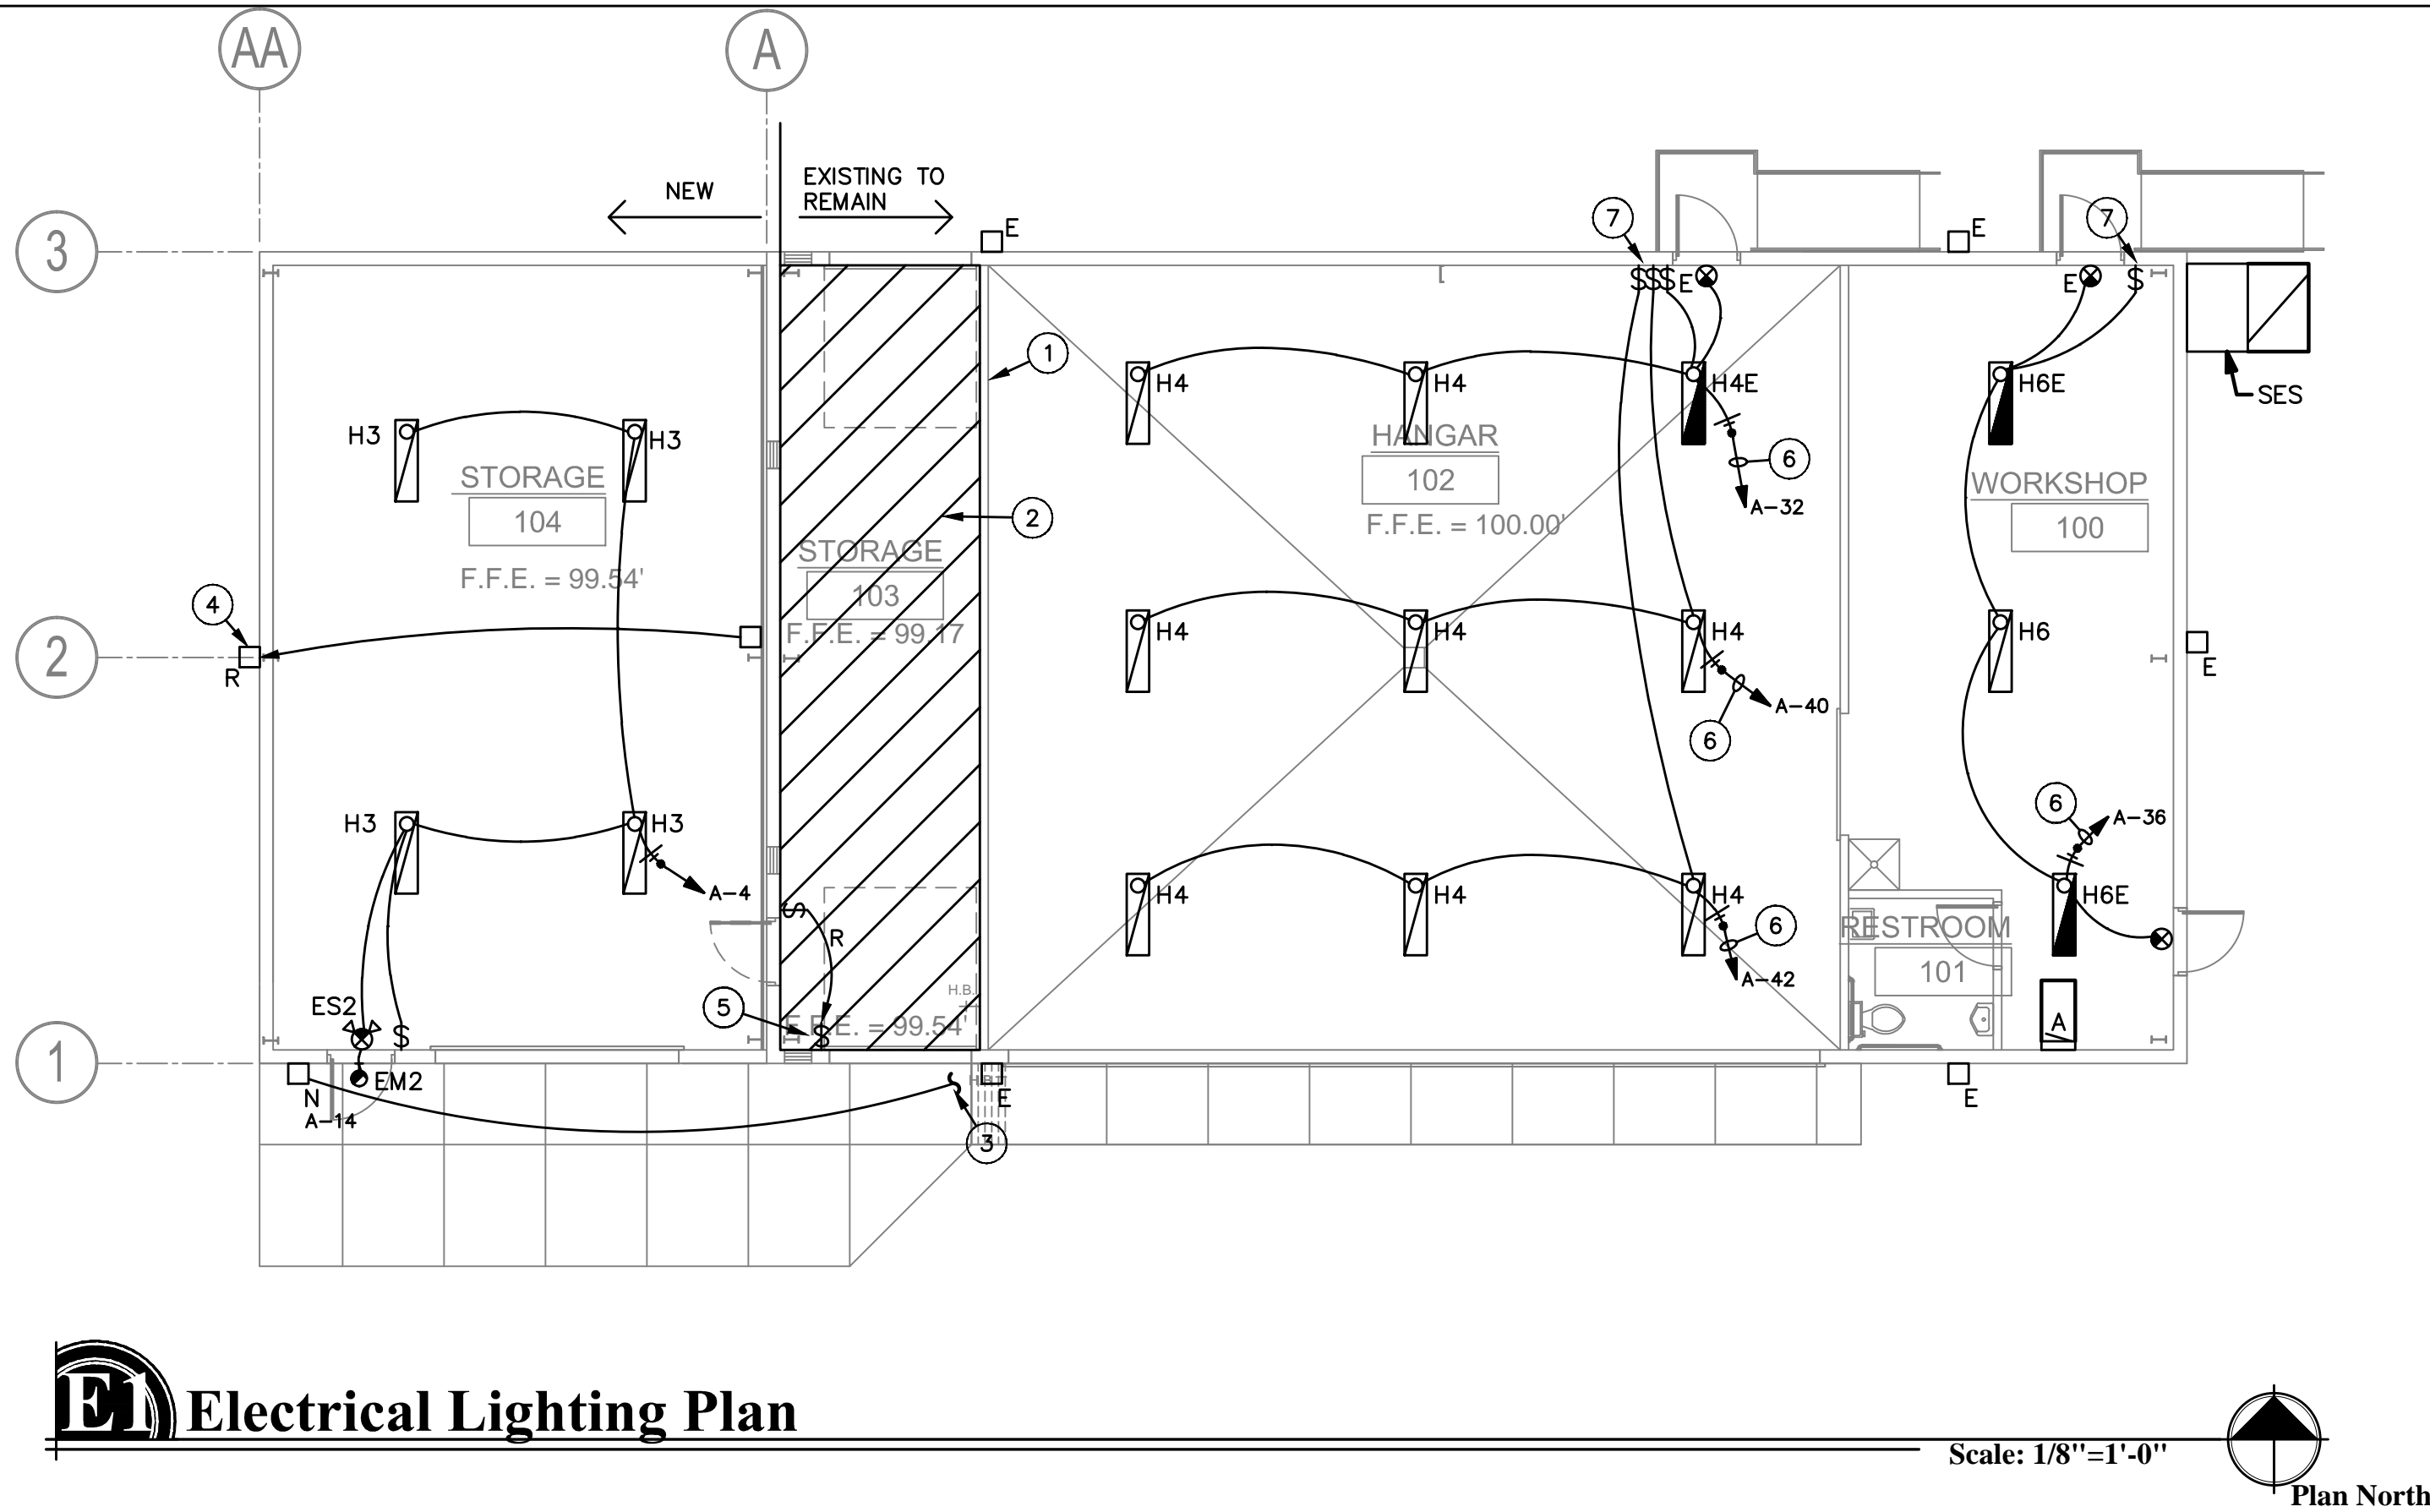 AA
A
NEW
EXISTING TO
REMAIN
3
E
7
E
7
$$$
E
E
$
1
H4
H4
H4E
H6E
SES
H3
H3
STORAGE
104
F.F.E. = 99.54'
HANGAR
102
F.F.E. = 100.00'
6
A-32
WORKSHOP
100
2
STORAGE
103
F.F.E. = 99.17
4
R
2
H4
H4
H4
H6
E
A-40
6
H3
H3
A-4
6
A-36
H4
H4
H4
H6E
$
R
6
A-42
RESTROOM
101
H.B.
ES2
$
5
$
F.F.E. = 99.54'
A
1
EM2
N
A-14
H.B.
E
E
3
E1
Electrical Lighting Plan
Scale: 1/8"=1'-0"
Plan North